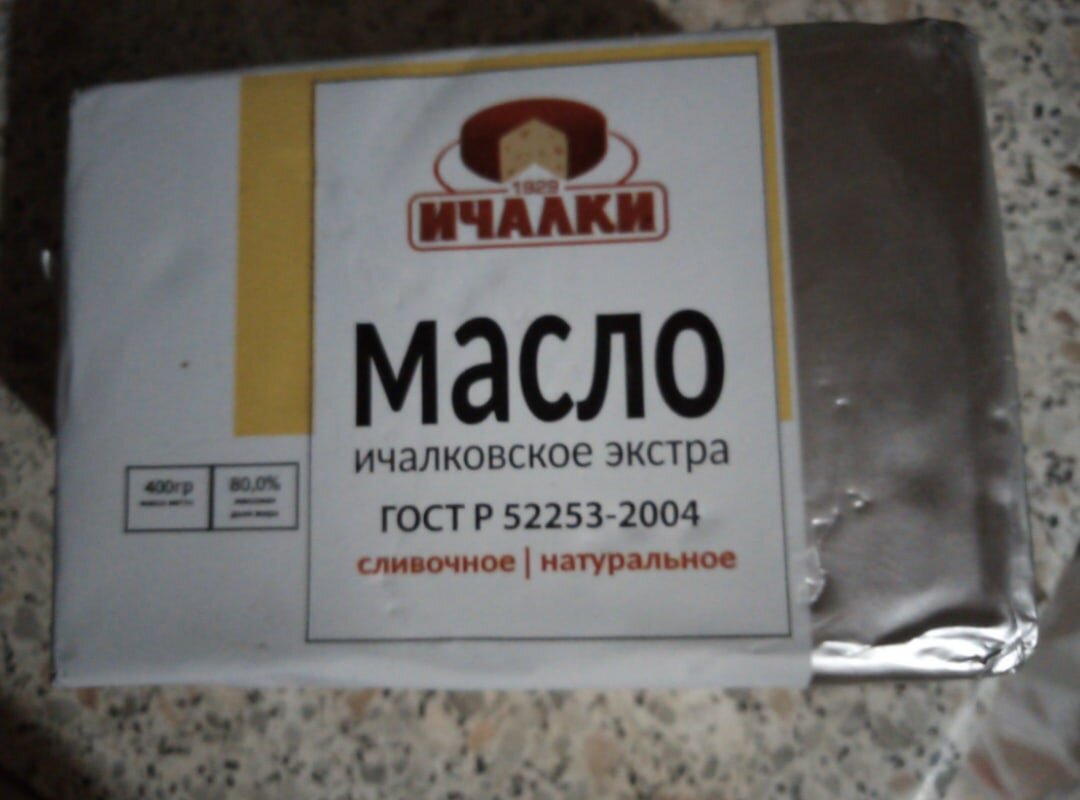 1929
ИЧАЛКИ
масло
ичалковское экстра
ГОСТ Р 52253-2004
сливочное | натуральное
400гр
80,0%